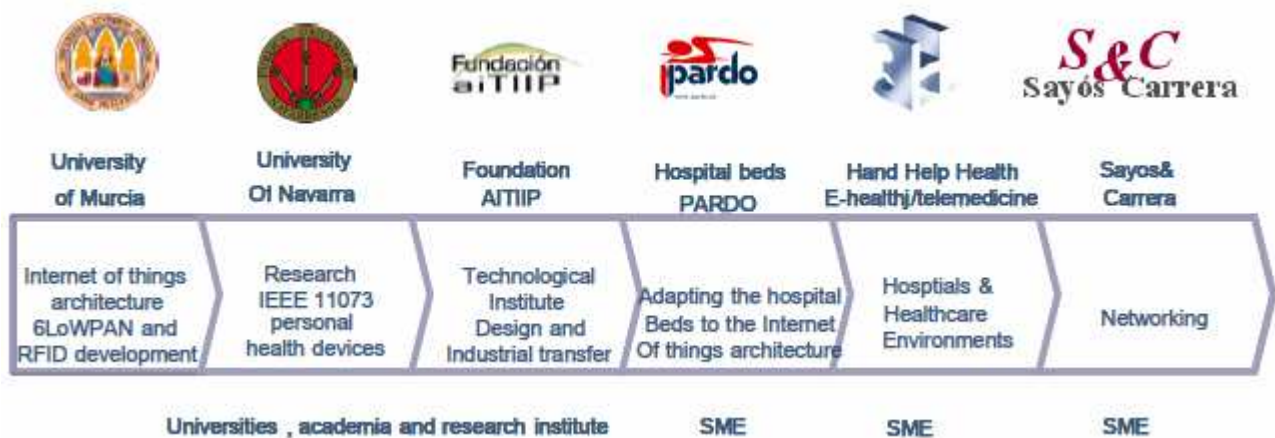 Fundación
aiTIIP
pardo
S&C
Sayós Carrera
University
of Murcia
University
Of Navarra
Foundation
AITIIP
Hospital beds
PARDO
Hand Help Health
E-healthj/telemedicine
Sayos&
Carrera
Internet of things
architecture
6LoWPAN and
RFID development
Research
IEEE 11073
personal
health devices
Technological
Institute
Design and
Industrial transfer
Adapting the hospital
Beds to the Internet
Of things architecture
Hosptials &
Healthcare
Environments
Networking
Universities , academia and research institute
SME
SME
SME